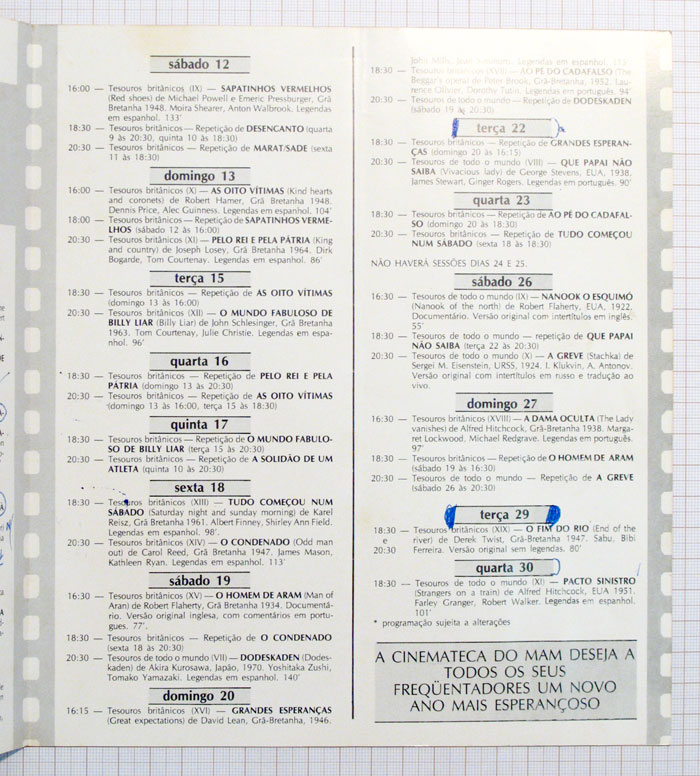 sábado 12
16:00 — Tesouros britânicos (IX) — SAPATINHOS VERMELHOS
(Red shoes) de Michael Powell e Emeric Pressburger, Grã
Bretanha 1948. Moira Shearer, Anton Walbrook. Legendas
em espanhol. 133'
18:30 — Tesouros britânicos — Repetição de DESENCANTO (quarta
9 às 20:30, quinta 10 às 18:30)
20:30 — Tesouros britânicos — Repetição de MARAT/SADE (sexta
11 às 18:30)
domingo 13
16:00 — Tesouros britânicos (X) — AS OITO VÍTIMAS (Kind hearts
and coronets) de Robert Hamer, Grã Bretanha 1948.
Dennis Price, Alec Guinness. Legendas em espanhol. 104'
18:00 — Tesouros britânicos — Repetição de SAPATINHOS VERME-
LHOS (sábado 12 às 16:00)
20:30 — Tesouros britânicos (XI) — PELO REI E PELA PÁTRIA (King
and country) de Joseph Losey, Grã Bretanha 1964. Dirk
Bogarde, Tom Courtenay. Legendas em espanhol. 86'
terça 15
18:30 — Tesouros britânicos — Repetição de AS OITO VÍTIMAS
(domingo 13 às 16:00)
20:30 — Tesouros britânicos (XII) — O MUNDO FABULOSO DE
BILLY LIAR (Billy Liar) de John Schlesinger, Grã Bretanha
1963. Tom Courtenay, Julie Christie. Legendas em espa-
nhol. 96'
quarta 16
18:30 — Tesouros britânicos — Repetição de PELO REI E PELA
PÁTRIA (domingo 13 às 20:30)
20:30 — Tesouros britânicos — Repetição de AS OITO VÍTIMAS
(domingo 13 às 16:00, terça 15 às 18:30)
quinta 17
18:30 — Tesouros britânicos — Repetição de O MUNDO FABULO-
SO DE BILLY LIAR (terça 15 às 20:30)
20:30 — Tesouros britânicos — Repetição de A SOLIDÃO DE UM
ATLETA (quinta 10 às 20:30)
sexta 18
18:30 — Tesouros britânicos (XIII) — TUDO COMEÇOU NUM
SÁBADO (Saturday night and sunday morning) de Karel
Reisz, Grã Bretanha 1961. Albert Finney, Shirley Ann Field.
Legendas em espanhol. 98'.
20:30 — Tesouros britânicos (XIV) — O CONDENADO (Odd man
out) de Carol Reed, Grã Bretanha 1947. James Mason,
Kathleen Ryan. Legendas em espanhol. 113'
sábado 19
16:30 — Tesouros britânicos (XV) — O HOMEM DE ARAM (Man of
Aran) de Robert Flaherty, Grã Bretanha 1934. Documentá-
rio. Versão original inglesa, com comentários em portu-
gues. 77'.
18:30 — Tesouros britânicos — Repetição de O CONDENADO
(sexta 18 às 20:30)
20:30 — Tesouros de todo o mundo (VII) — DODESKADEN (Dodes-
kaden) de Akira Kurosawa, Japão, 1970. Yoshitaka Zushi,
Tomako Yamazaki. Legendas em espanhol. 140'
domingo 20
16:15 — Tesouros britânicos (XVI) — GRANDES ESPERANÇAS
(Great expectations) de David Lean, Grã-Bretanha, 1946.
John Mills, Jean Simmons. Legendas em espanhol. 113'
18:30 — Tesouros britânicos (XVII) — AO PÉ DO CADAFALSO (The
Beggar's opera) de Peter Brook, Grã-Bretanha, 1952. Lau-
rence Olivier, Dorothy Tutin. Legendas em português. 94'
20:30 — Tesouros de todo o mundo — Repetição de DODESKADEN
(sábado 19 às 20:30)
terça 22
18:30 — Tesouros britânicos — Repetição de GRANDES ESPERAN-
ÇAS (domingo 20 às 16:15)
20:30 — Tesouros de todo o mundo (VIII) — QUE PAPAI NÃO
SAIBA (Vivacious lady) de George Stevens, EUA, 1938.
James Stewart, Ginger Rogers. Legendas em português. 90'
quarta 23
18:30 — Tesouros britânicos — Repetição de AO PÉ DO CADAFAL-
SO (domingo 20 às 18:30)
20:30 — Tesouros britânicos — Repetição de TUDO COMEÇOU
NUM SÁBADO (sexta 18 às 18:30)
NÃO HAVERÁ SESSÕES DIAS 24 E 25.
sábado 26
16:30 — Tesouros de todo o mundo (IX) — NANOOK O ESQUIMÓ
(Nanook of the north) de Robert Flaherty, EUA, 1922.
Documentário. Versão original com intertítulos em inglês.
55'
18:30 — Tesouros de todo o mundo — repetição de QUE PAPAI
NÃO SAIBA (terça 22 às 20:30)
20:30 — Tesouros de todo o mundo (X) — A GREVE (Stachka) de
Sergei M. Eisenstein, URSS, 1924. I. Klukvin, A. Antonov.
Versão original com intertítulos em russo e tradução ao
vivo.
domingo 27
16:30 — Tesouros britânicos (XVIII) — A DAMA OCULTA (The Lady
vanishes) de Alfred Hitchcock, Grã-Bretanha 1938. Marga-
ret Lockwood, Michael Redgrave. Legendas em português.
97'
18:30 — Tesouros britânicos — Repetição de O HOMEM DE ARAM
(sábado 19 às 16:30)
20:30 — Tesouros de todo o mundo — Repetição de A GREVE
(sábado 26 às 20:30)
terça 29
18:30 — Tesouros britânicos (XIX) — O FIM DO RIO (End of the
e river) de Derek Twist, Grã-Bretanha 1947. Sabu, Bibi
20:30 Ferreira. Versão original sem legendas. 80'
quarta 30
18:30 — Tesouros de todo o mundo (XI) — PACTO SINISTRO
(Strangers on a train) de Alfred Hitchcock, EUA 1951.
Farley Granger, Robert Walker. Legendas em espanhol.
101'
* programação sujeita a alterações
A CINEMATECA DO MAM DESEJA A
TODOS OS SEUS
FREQÜENTADORES UM NOVO
ANO MAIS ESPERANÇOSO